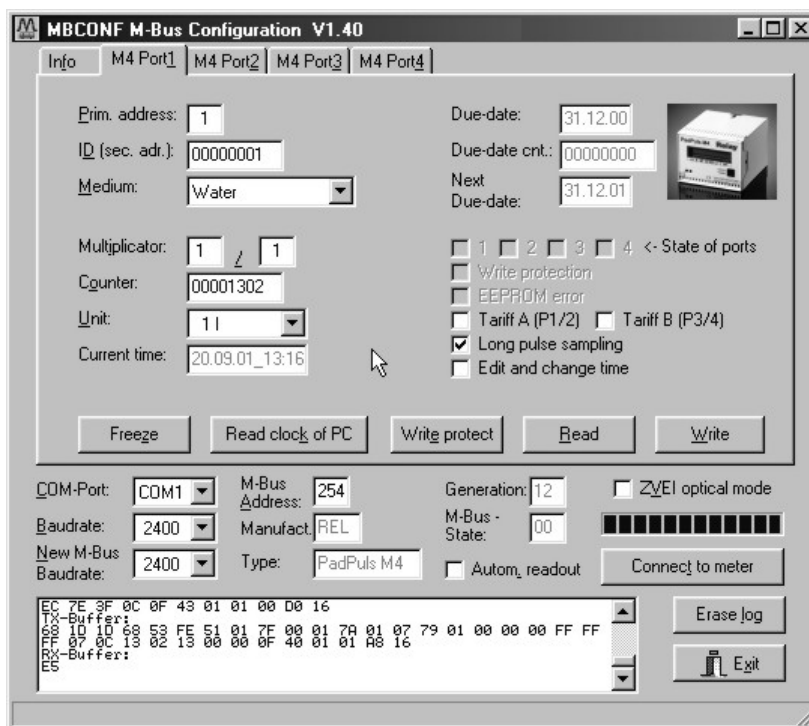 MBCONF M-Bus Configuration V1.40
Info M4 Port1 M4 Port2 M4 Port3 M4 Port4
Prim. address: 1 Due-date: 31.12.00
ID (sec. adr.): 00000001 Due-date cnt.: 00000000
Medium: Water Next Due-date: 31.12.01
PadPuls M4 Relay
Multiplicator: 1 / 1 1 2 3 4 <- State of ports
Write protection
Counter: 00001302 EEPROM error
Unit: 1 l Tariff A (P1/2) Tariff B (P3/4)
Long pulse sampling
Current time: 20.09.01_13:16 Edit and change time
Freeze Read clock of PC Write protect Read Write
COM-Port: COM1 M-Bus Address: 254 Generation: 12 ZVEI optical mode
Baudrate: 2400 Manufact. REL M-Bus - State: 00
New M-Bus Baudrate: 2400 Type: PadPuls M4 Autom. readout Connect to meter
EC 7E 3F 0C 0F 43 01 01 00 D0 16
TX-Buffer:
68 1D 1D 68 53 FE 51 01 7F 00 01 7A 01 07 79 01 00 00 00 FF FF
FF 07 0C 13 02 13 00 00 0F 40 01 01 A8 16
RX-Buffer:
E5
Erase log
Exit